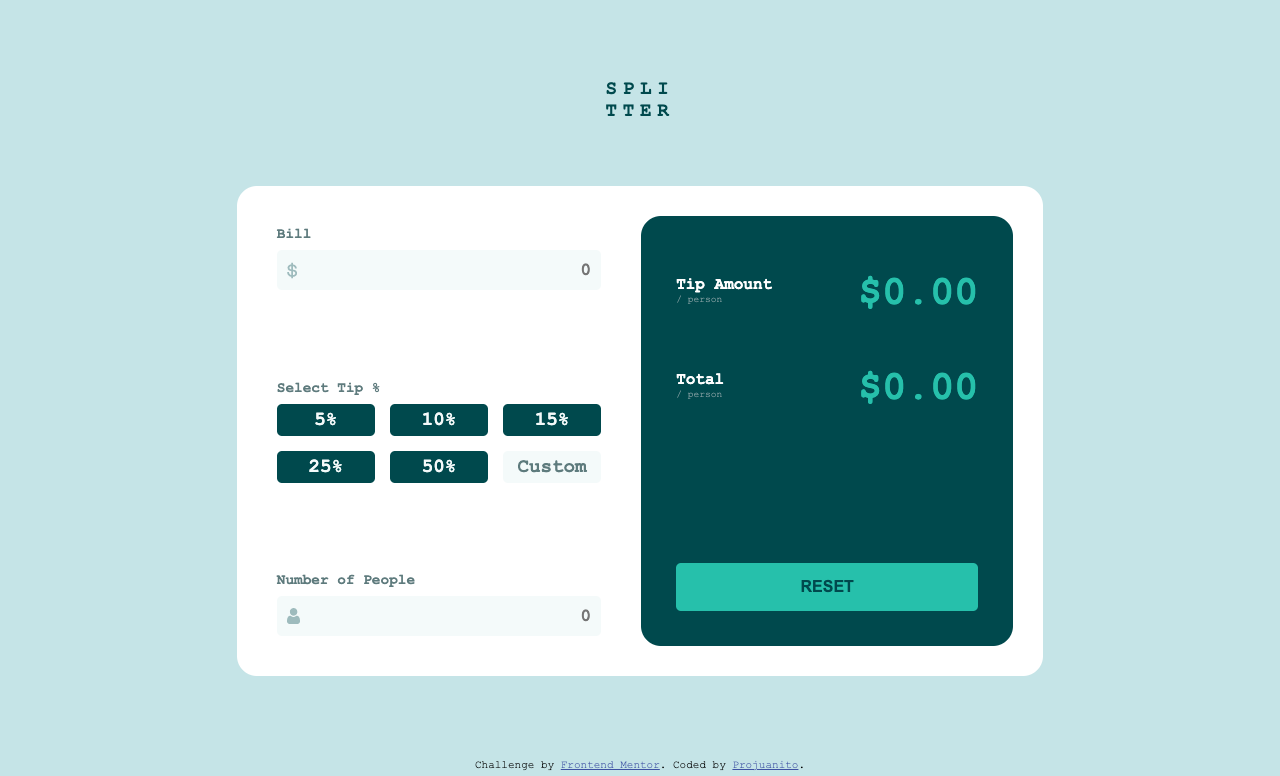 SPLI
TTER
Bill
$ 0
Select Tip %
5% 10% 15%
25% 50% Custom
Number of People
0
Tip Amount
/ person
$0.00
Total
/ person
$0.00
RESET
Challenge by Frontend Mentor. Coded by Projuanito.